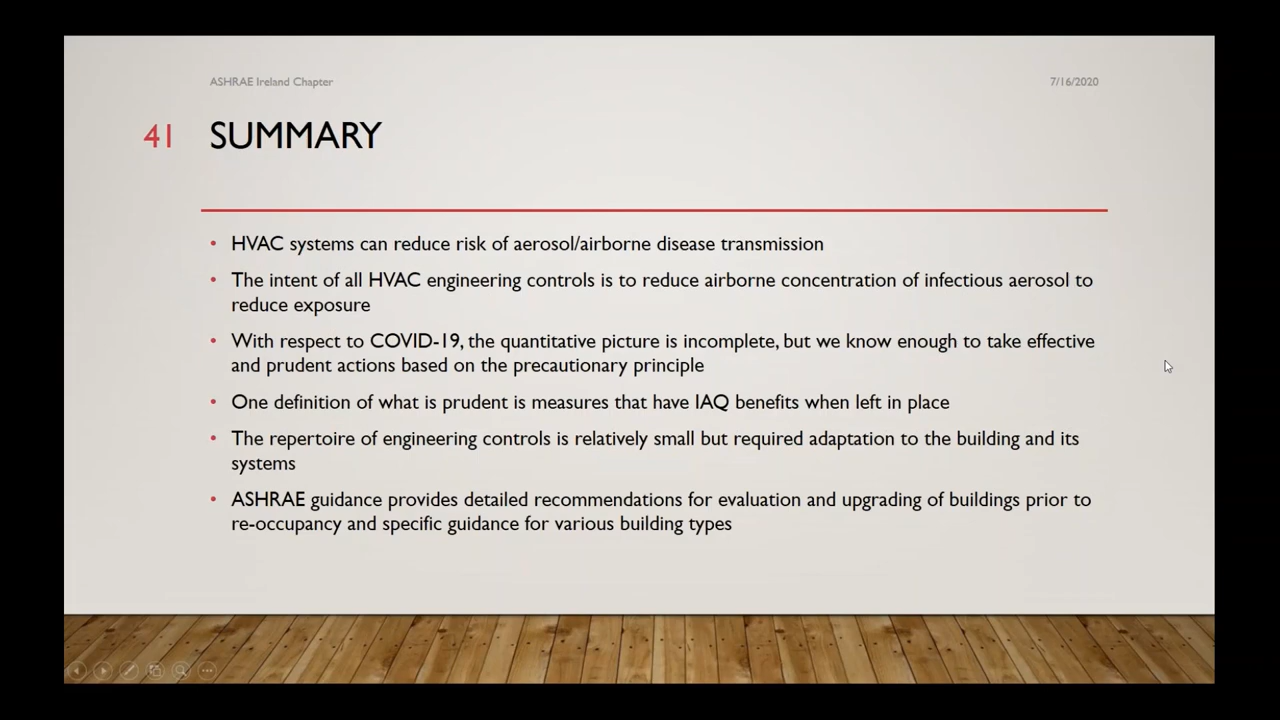 ASHRAE Ireland Chapter
7/16/2020
41 SUMMARY
• HVAC systems can reduce risk of aerosol/airborne disease transmission
• The intent of all HVAC engineering controls is to reduce airborne concentration of infectious aerosol to
reduce exposure
• With respect to COVID-19, the quantitative picture is incomplete, but we know enough to take effective
and prudent actions based on the precautionary principle
• One definition of what is prudent is measures that have IAQ benefits when left in place
• The repertoire of engineering controls is relatively small but required adaptation to the building and its
systems
• ASHRAE guidance provides detailed recommendations for evaluation and upgrading of buildings prior to
re-occupancy and specific guidance for various building types